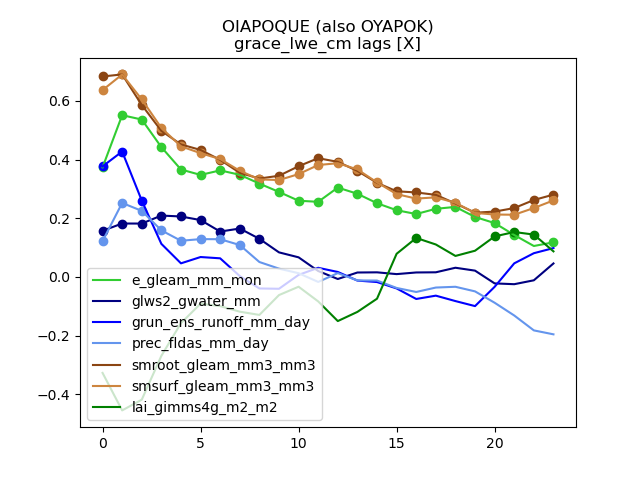 OIAPOQUE (also OYAPOK)
grace_lwe_cm lags [X]
0.6
0.4
0.2
0.0
−0.2
−0.4
e_gleam_mm_mon
glws2_gwater_mm
grun_ens_runoff_mm_day
prec_fldas_mm_day
smroot_gleam_mm3_mm3
smsurf_gleam_mm3_mm3
lai_gimms4g_m2_m2
0 5 10 15 20